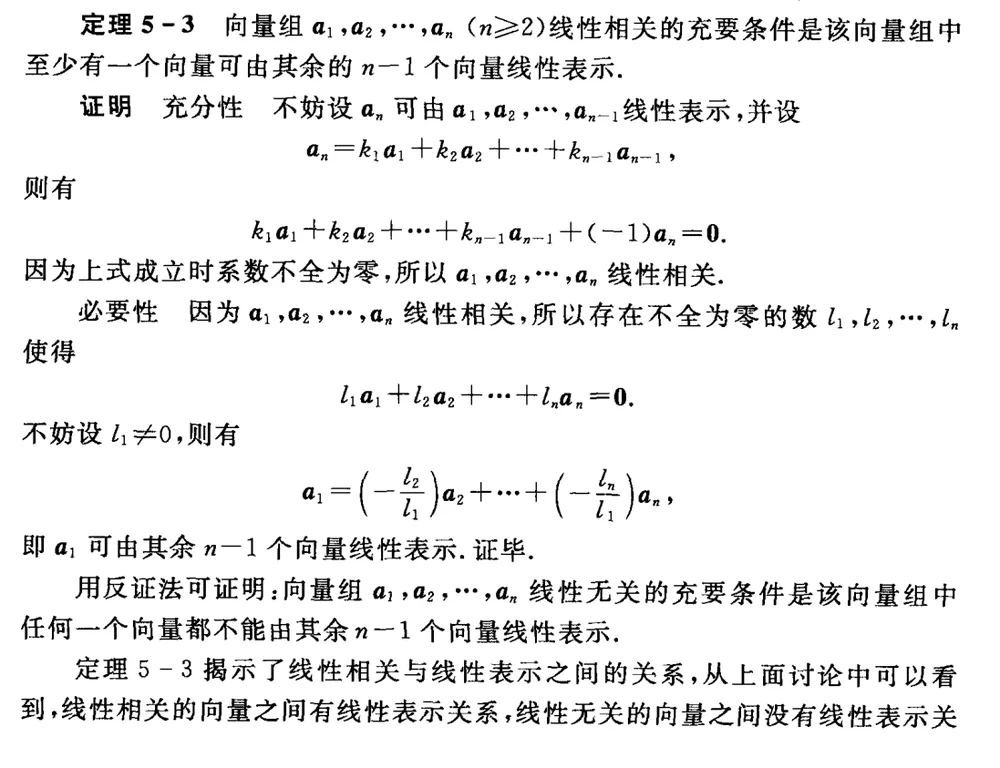 定理 5-3 向量组 a₁,a₂,⋯,aₙ (n≥2)线性相关的充要条件是该向量组中
至少有一个向量可由其余的 n-1 个向量线性表示.
证明 充分性 不妨设 aₙ 可由 a₁,a₂,⋯,aₙ₋₁线性表示,并设
aₙ=k₁a₁+k₂a₂+⋯+kₙ₋₁aₙ₋₁,
则有
k₁a₁+k₂a₂+⋯+kₙ₋₁aₙ₋₁+(-1)aₙ=0.
因为上式成立时系数不全为零,所以 a₁,a₂,⋯,aₙ 线性相关.
必要性 因为 a₁,a₂,⋯,aₙ 线性相关,所以存在不全为零的数 l₁,l₂,⋯,lₙ
使得
l₁a₁+l₂a₂+⋯+lₙaₙ=0.
不妨设 l₁≠0,则有
a₁=(-l₂/l₁)a₂+⋯+(-lₙ/l₁)aₙ,
即 a₁ 可由其余 n-1 个向量线性表示.证毕.
用反证法可证明:向量组 a₁,a₂,⋯,aₙ 线性无关的充要条件是该向量组中
任何一个向量都不能由其余 n-1 个向量线性表示.
定理 5-3 揭示了线性相关与线性表示之间的关系,从上面讨论中可以看
到,线性相关的向量之间有线性表示关系,线性无关的向量之间没有线性表示关